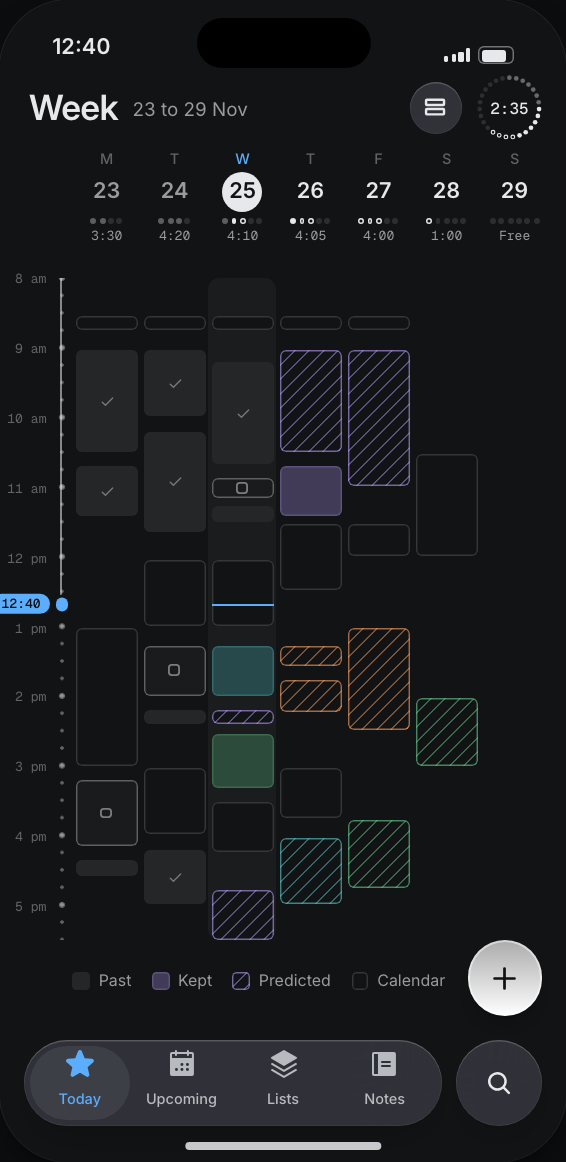 12:40
Week 23 to 29 Nov
2:35
M T W T F S S
23 24 25 26 27 28 29
3:30 4:20 4:10 4:05 4:00 1:00 Free
8 am
9 am
10 am
11 am
12 pm
12:40
1 pm
2 pm
3 pm
4 pm
5 pm
Past Kept Predicted Calendar
Today Upcoming Lists Notes